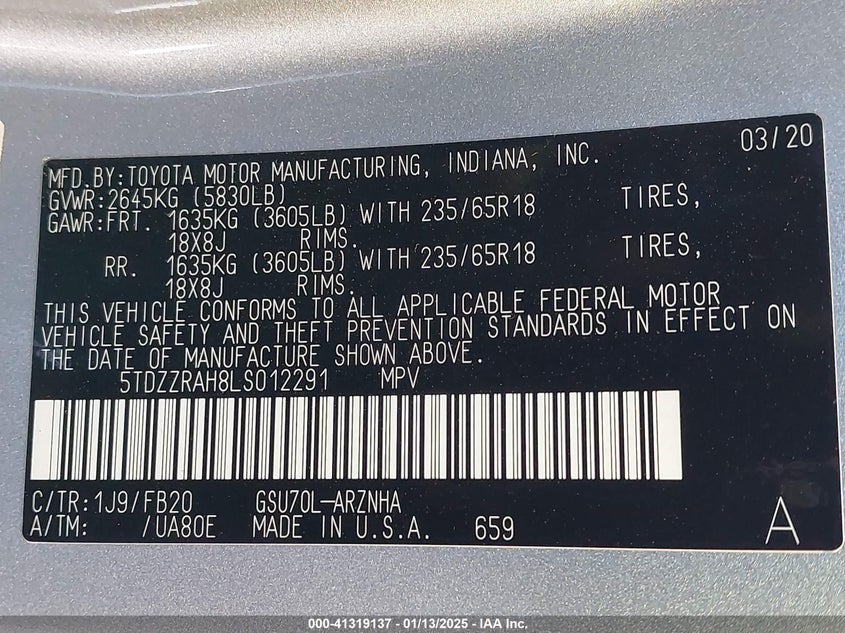 03/20
MFD.BY:TOYOTA MOTOR MANUFACTURING, INDIANA, INC.
GVWR:2645KG (5830LB)
GAWR:FRT. 1635KG (3605LB) WITH 235/65R18 TIRES,
18X8J RIMS.
RR. 1635KG (3605LB) WITH 235/65R18 TIRES,
18X8J RIMS.
THIS VEHICLE CONFORMS TO ALL APPLICABLE FEDERAL MOTOR
VEHICLE SAFETY AND THEFT PREVENTION STANDARDS IN EFFECT ON
THE DATE OF MANUFACTURE SHOWN ABOVE.
5TDZZRAH8LS012291 MPV
C/TR:1J9/FB20 GSU70L-ARZNHA
A/TM: /UA80E MADE IN U.S.A. 659 A
000-41319137 - 01/13/2025 - IAA Inc.